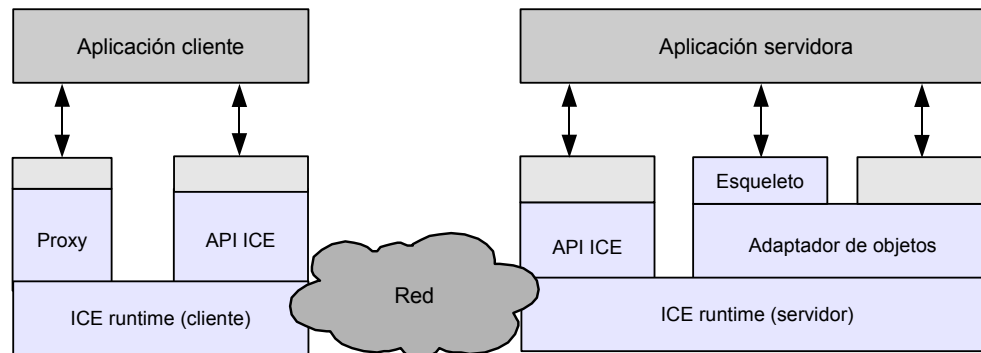 Aplicación cliente
Aplicación servidora
Esqueleto
Proxy
API ICE
API ICE
Adaptador de objetos
Red
ICE runtime (cliente)
ICE runtime (servidor)